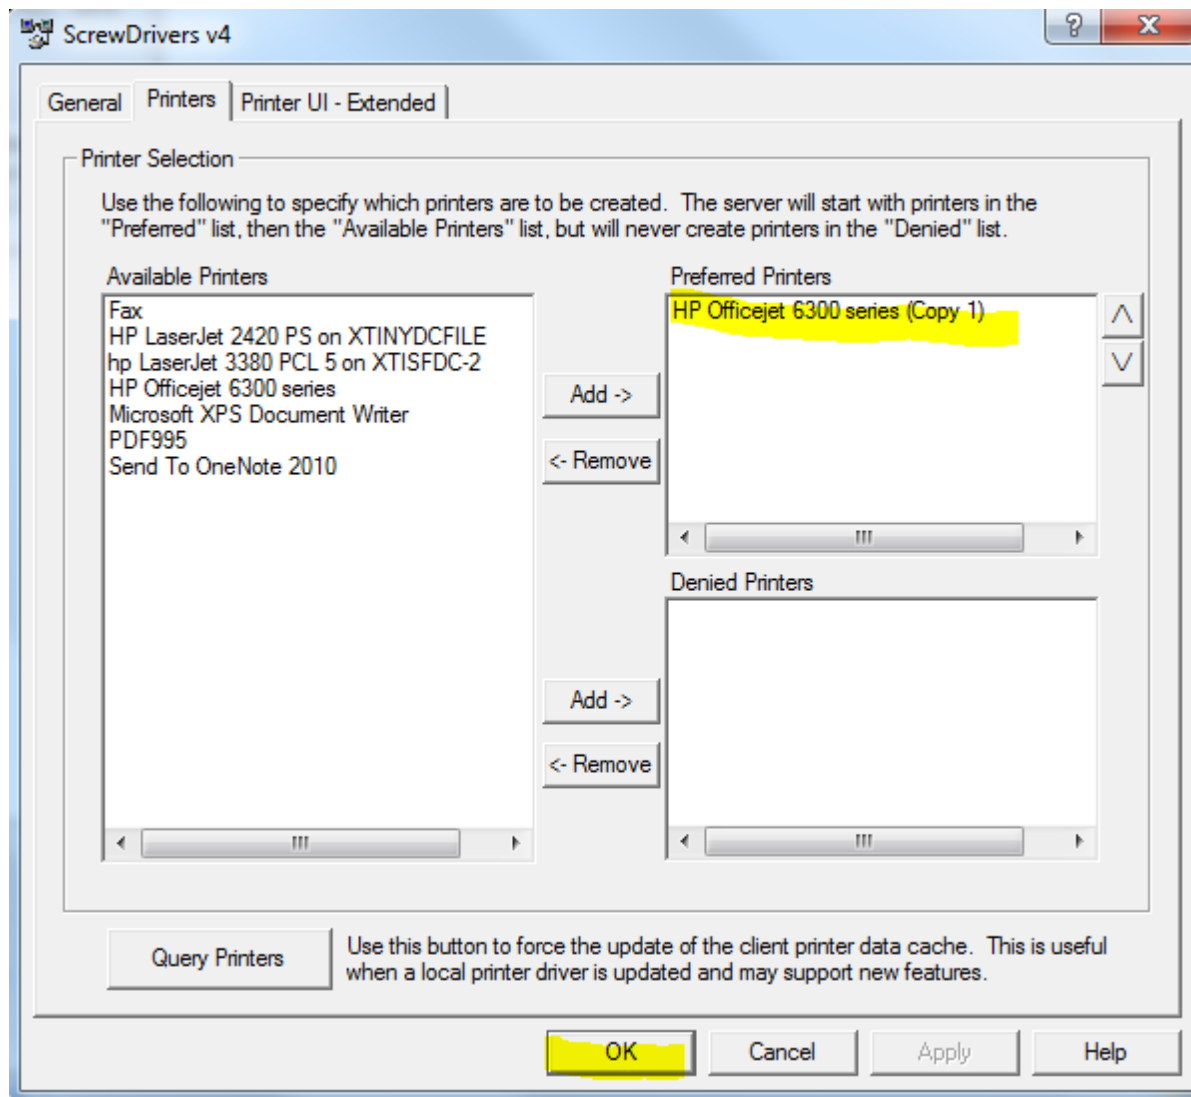 ScrewDrivers v4
General
Printers
Printer UI - Extended
Printer Selection
Use the following to specify which printers are to be created.  The server will start with printers in the
"Preferred" list, then the "Available Printers" list, but will never create printers in the "Denied" list.
Available Printers
Fax
HP LaserJet 2420 PS on XTINYDCFILE
hp LaserJet 3380 PCL 5 on XTISFDC-2
HP Officejet 6300 series
Microsoft XPS Document Writer
PDF995
Send To OneNote 2010
Add ->
<- Remove
Preferred Printers
HP Officejet 6300 series (Copy 1)
Denied Printers
Add ->
<- Remove
Query Printers
Use this button to force the update of the client printer data cache.  This is useful
when a local printer driver is updated and may support new features.
OK
Cancel
Apply
Help